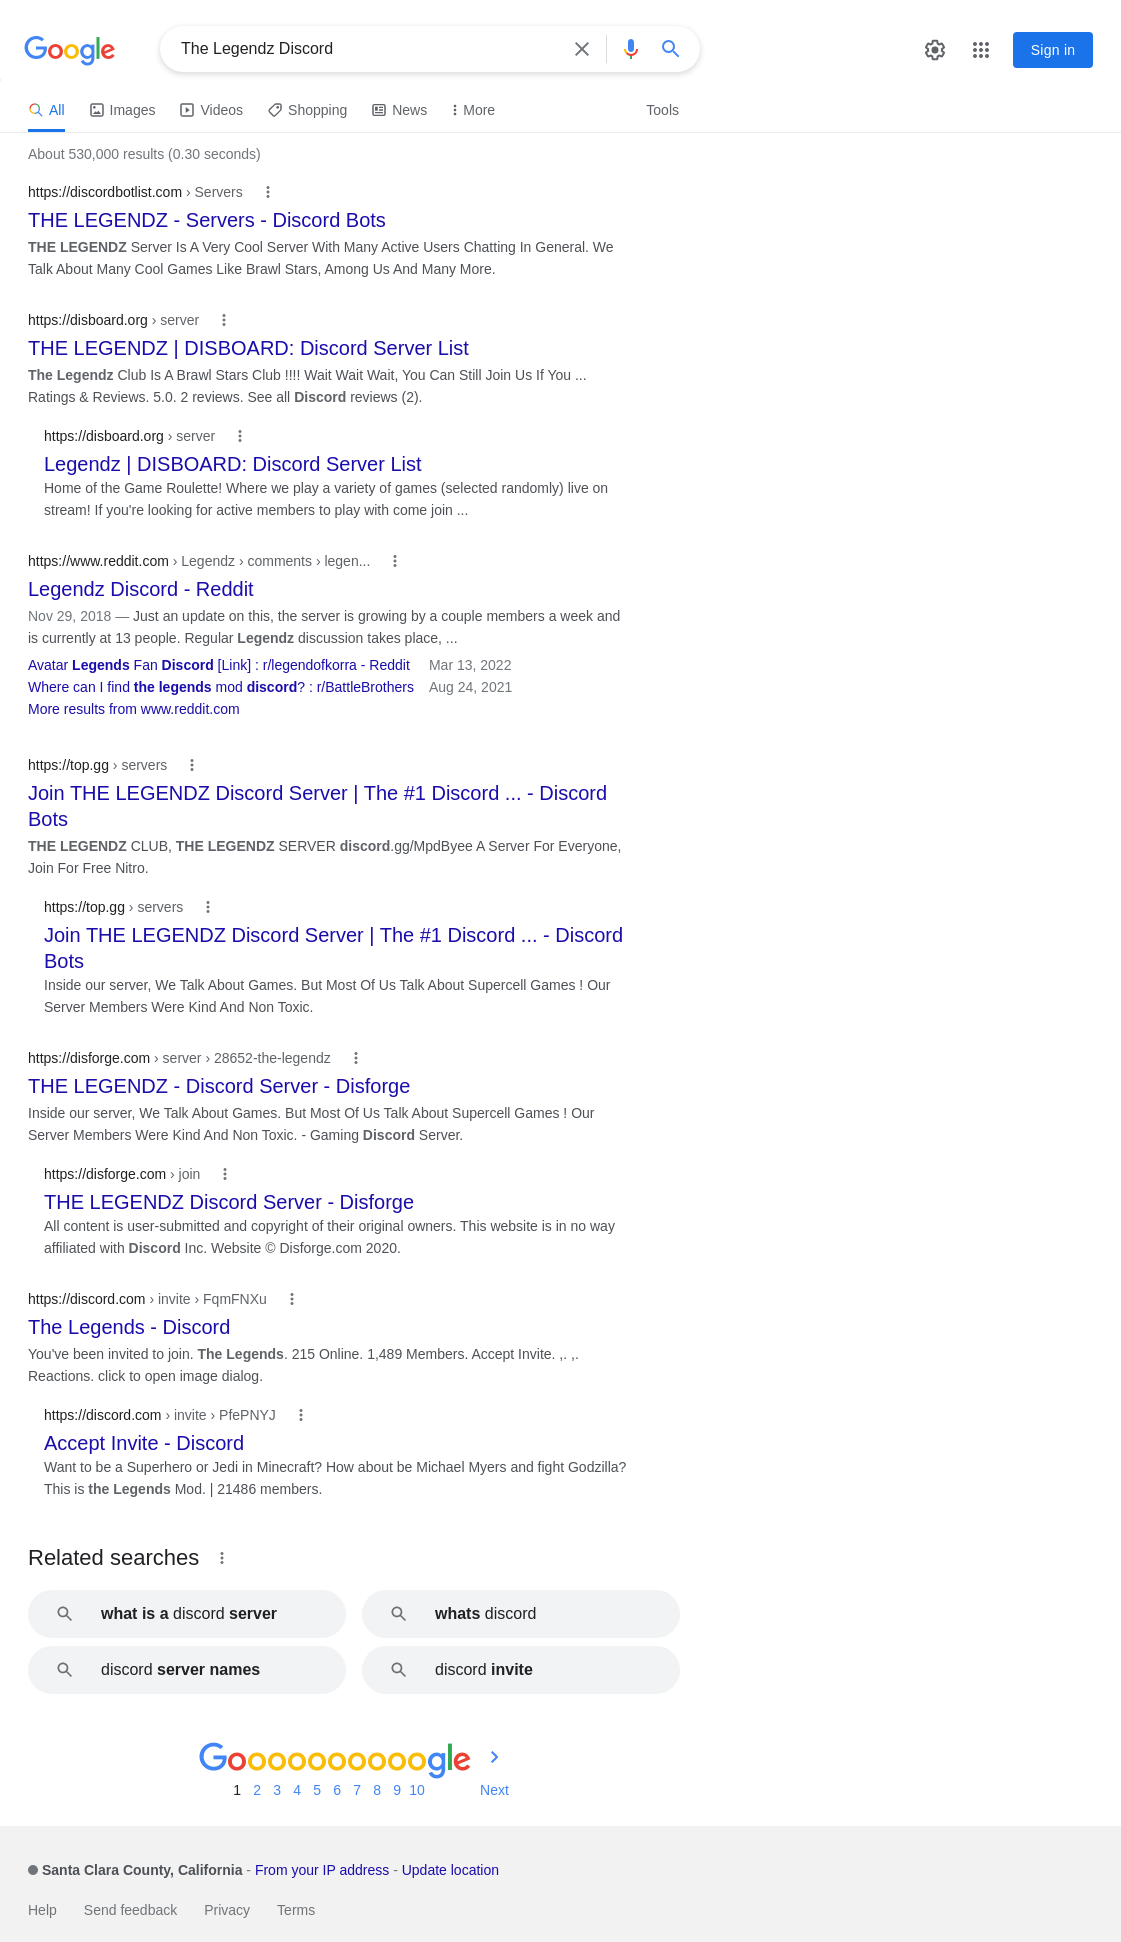 Google
The Legendz Discord
Sign in
All
Images
Videos
Shopping
News
More
Tools
About 530,000 results (0.30 seconds)
https://discordbotlist.com › Servers
THE LEGENDZ - Servers - Discord Bots
THE LEGENDZ Server Is A Very Cool Server With Many Active Users Chatting In General. We
Talk About Many Cool Games Like Brawl Stars, Among Us And Many More.
https://disboard.org › server
THE LEGENDZ | DISBOARD: Discord Server List
The Legendz Club Is A Brawl Stars Club !!!! Wait Wait Wait, You Can Still Join Us If You ...
Ratings & Reviews. 5.0. 2 reviews. See all Discord reviews (2).
https://disboard.org › server
Legendz | DISBOARD: Discord Server List
Home of the Game Roulette! Where we play a variety of games (selected randomly) live on
stream! If you're looking for active members to play with come join ...
https://www.reddit.com › Legendz › comments › legen...
Legendz Discord - Reddit
Nov 29, 2018 — Just an update on this, the server is growing by a couple members a week and
is currently at 13 people. Regular Legendz discussion takes place, ...
Avatar Legends Fan Discord [Link] : r/legendofkorra - Reddit Mar 13, 2022
Where can I find the legends mod discord? : r/BattleBrothers Aug 24, 2021
More results from www.reddit.com
https://top.gg › servers
Join THE LEGENDZ Discord Server | The #1 Discord ... - Discord
Bots
THE LEGENDZ CLUB, THE LEGENDZ SERVER discord.gg/MpdByee A Server For Everyone,
Join For Free Nitro.
https://top.gg › servers
Join THE LEGENDZ Discord Server | The #1 Discord ... - Discord
Bots
Inside our server, We Talk About Games. But Most Of Us Talk About Supercell Games ! Our
Server Members Were Kind And Non Toxic.
https://disforge.com › server › 28652-the-legendz
THE LEGENDZ - Discord Server - Disforge
Inside our server, We Talk About Games. But Most Of Us Talk About Supercell Games ! Our
Server Members Were Kind And Non Toxic. - Gaming Discord Server.
https://disforge.com › join
THE LEGENDZ Discord Server - Disforge
All content is user-submitted and copyright of their original owners. This website is in no way
affiliated with Discord Inc. Website © Disforge.com 2020.
https://discord.com › invite › FqmFNXu
The Legends - Discord
You've been invited to join. The Legends. 215 Online. 1,489 Members. Accept Invite. ,. ,.
Reactions. click to open image dialog.
https://discord.com › invite › PfePNYJ
Accept Invite - Discord
Want to be a Superhero or Jedi in Minecraft? How about be Michael Myers and fight Godzilla?
This is the Legends Mod. | 21486 members.
Related searches
what is a discord server
whats discord
discord server names
discord invite
Goooooooooogle
1 2 3 4 5 6 7 8 9 10 Next
Santa Clara County, California - From your IP address - Update location
Help Send feedback Privacy Terms